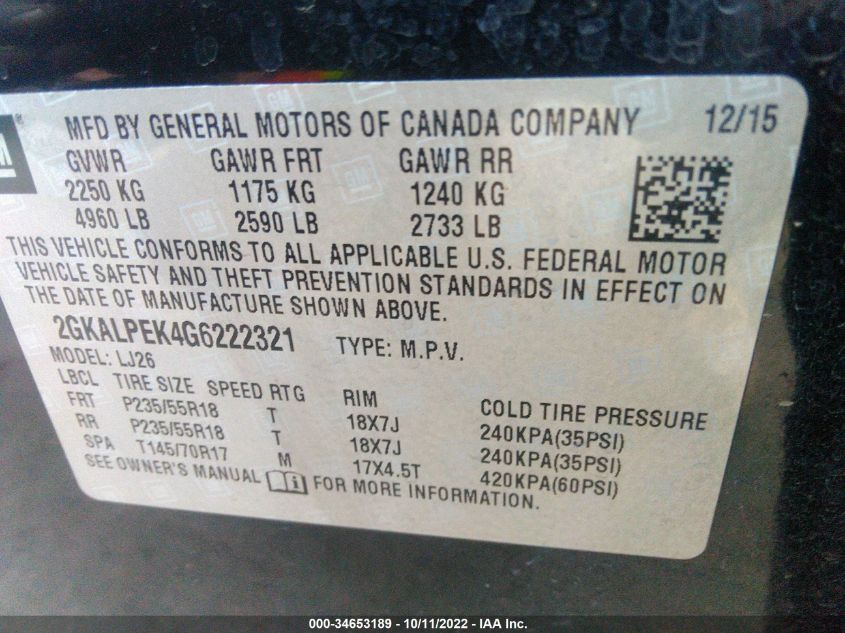 GM ®
MFD BY GENERAL MOTORS OF CANADA COMPANY 12/15
GVWR GAWR FRT GAWR RR
2250 KG 1175 KG 1240 KG
4960 LB 2590 LB 2733 LB
THIS VEHICLE CONFORMS TO ALL APPLICABLE U.S. FEDERAL MOTOR
VEHICLE SAFETY AND THEFT PREVENTION STANDARDS IN EFFECT ON
THE DATE OF MANUFACTURE SHOWN ABOVE.
2GKALPEK4G6222321 TYPE: M.P.V.
MODEL: LJ26
LBCL TIRE SIZE SPEED RTG RIM COLD TIRE PRESSURE
FRT P235/55R18 T 18X7J 240KPA(35PSI)
RR P235/55R18 T 18X7J 240KPA(35PSI)
SPA T145/70R17 M 17X4.5T 420KPA(60PSI)
SEE OWNER'S MANUAL FOR MORE INFORMATION.
000-34653189 - 10/11/2022 - IAA Inc.